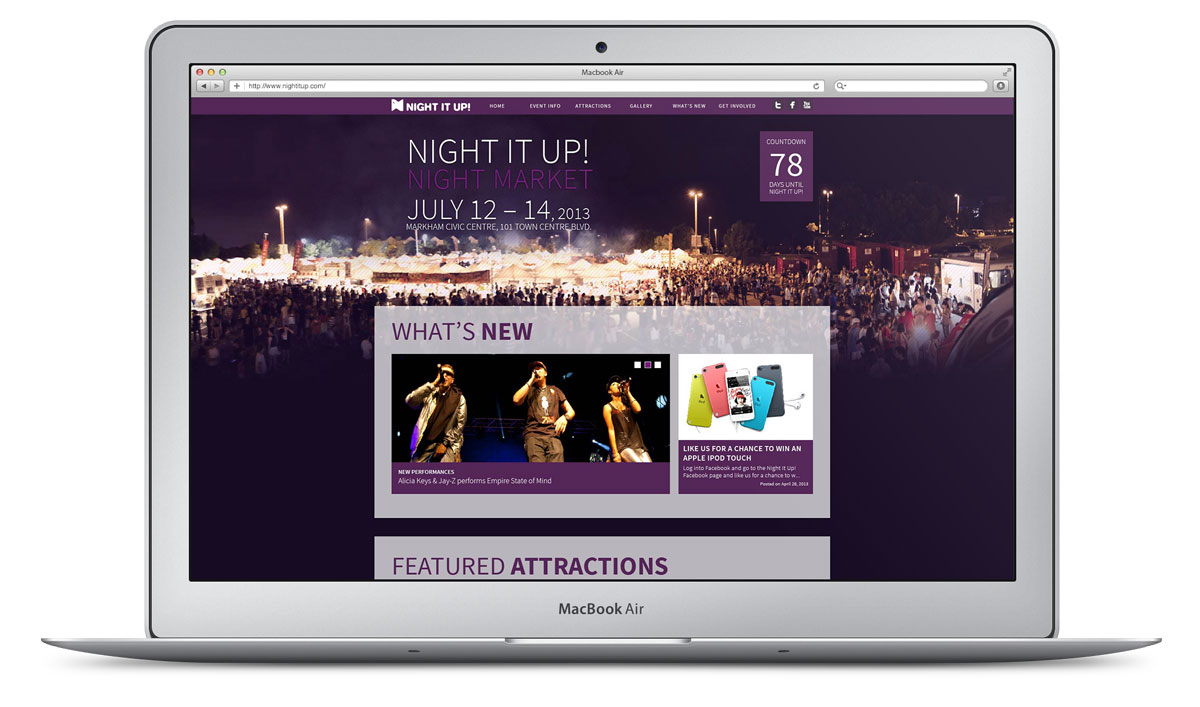 Macbook Air
http://www.nightitup.com/
NIGHT IT UP!
HOME
EVENT INFO
ATTRACTIONS
GALLERY
WHAT'S NEW
GET INVOLVED
NIGHT IT UP!
NIGHT MARKET
JULY 12 – 14, 2013
MARKHAM CIVIC CENTRE, 101 TOWN CENTRE BLVD.
COUNTDOWN
78
DAYS UNTIL
NIGHT IT UP!
WHAT'S NEW
NEW PERFORMANCES
Alicia Keys & Jay-Z performs Empire State of Mind
LIKE US FOR A CHANCE TO WIN AN
APPLE IPOD TOUCH
Log into Facebook and go to the Night It Up!
Facebook page and like us for a chance to w...
Posted on April 28, 2013
FEATURED ATTRACTIONS
MacBook Air